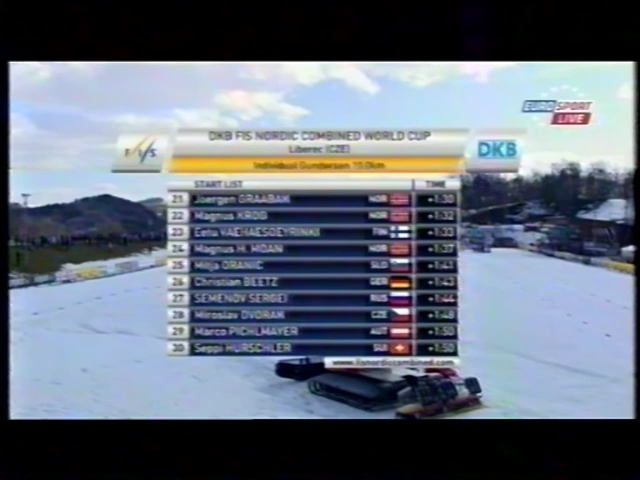 EUROSPORT
LIVE
FIS
DKB FIS NORDIC COMBINED WORLD CUP
Liberec (CZE)
DKB
Individual Gundersen 10.0km
START LIST TIME
21 Joergen GRAABAK NOR +1:30
22 Magnus KROG NOR +1:32
23 Eetu VAEHAESOEYRINKI FIN +1:33
24 Magnus H. MOAN NOR +1:37
25 Mitja ORANIC SLO +1:41
26 Christian BEETZ GER +1:43
27 SEMENOV SERGEI RUS +1:44
28 Miroslav DVORAK CZE +1:48
29 Marco PICHLMAYER AUT +1:50
30 Seppi HURSCHLER SUI +1:50
www.fisnordiccombined.com